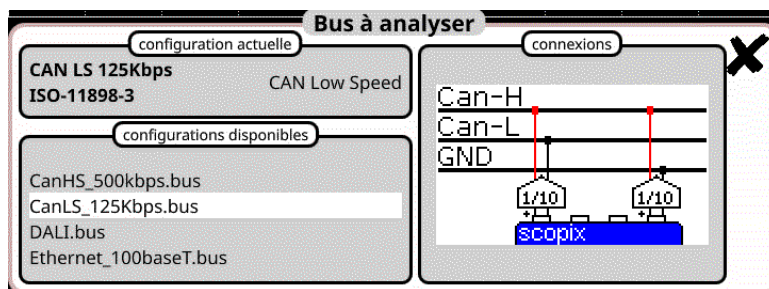 Bus à analyser
configuration actuelle
CAN LS 125Kbps
ISO-11898-3
CAN Low Speed
configurations disponibles
CanHS_500kbps.bus
CanLS_125Kbps.bus
DALI.bus
Ethernet_100baseT.bus
connexions
Can-H
Can-L
GND
1/10 1/10
+ +
scopix